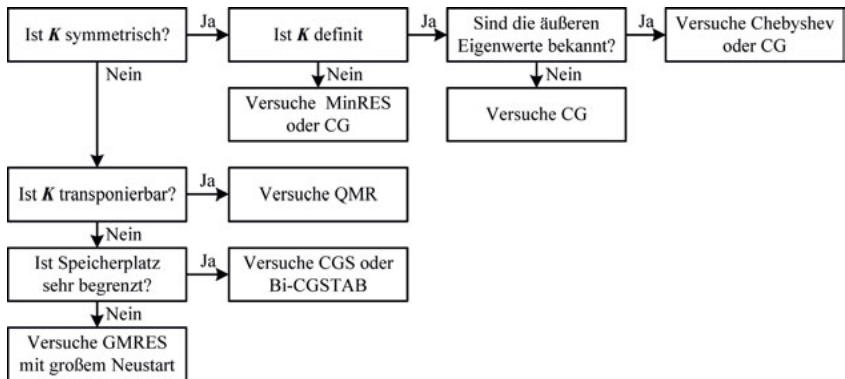 Ist K symmetrisch?
Ja
Ist K definit
Ja
Sind die äußeren
Eigenwerte bekannt?
Ja
Versuche Chebyshev
oder CG
Nein
Nein
Nein
Versuche MinRES
oder CG
Versuche CG
Ist K transponierbar?
Ja
Versuche QMR
Nein
Ist Speicherplatz
sehr begrenzt?
Ja
Versuche CGS oder
Bi-CGSTAB
Nein
Versuche GMRES
mit großem Neustart